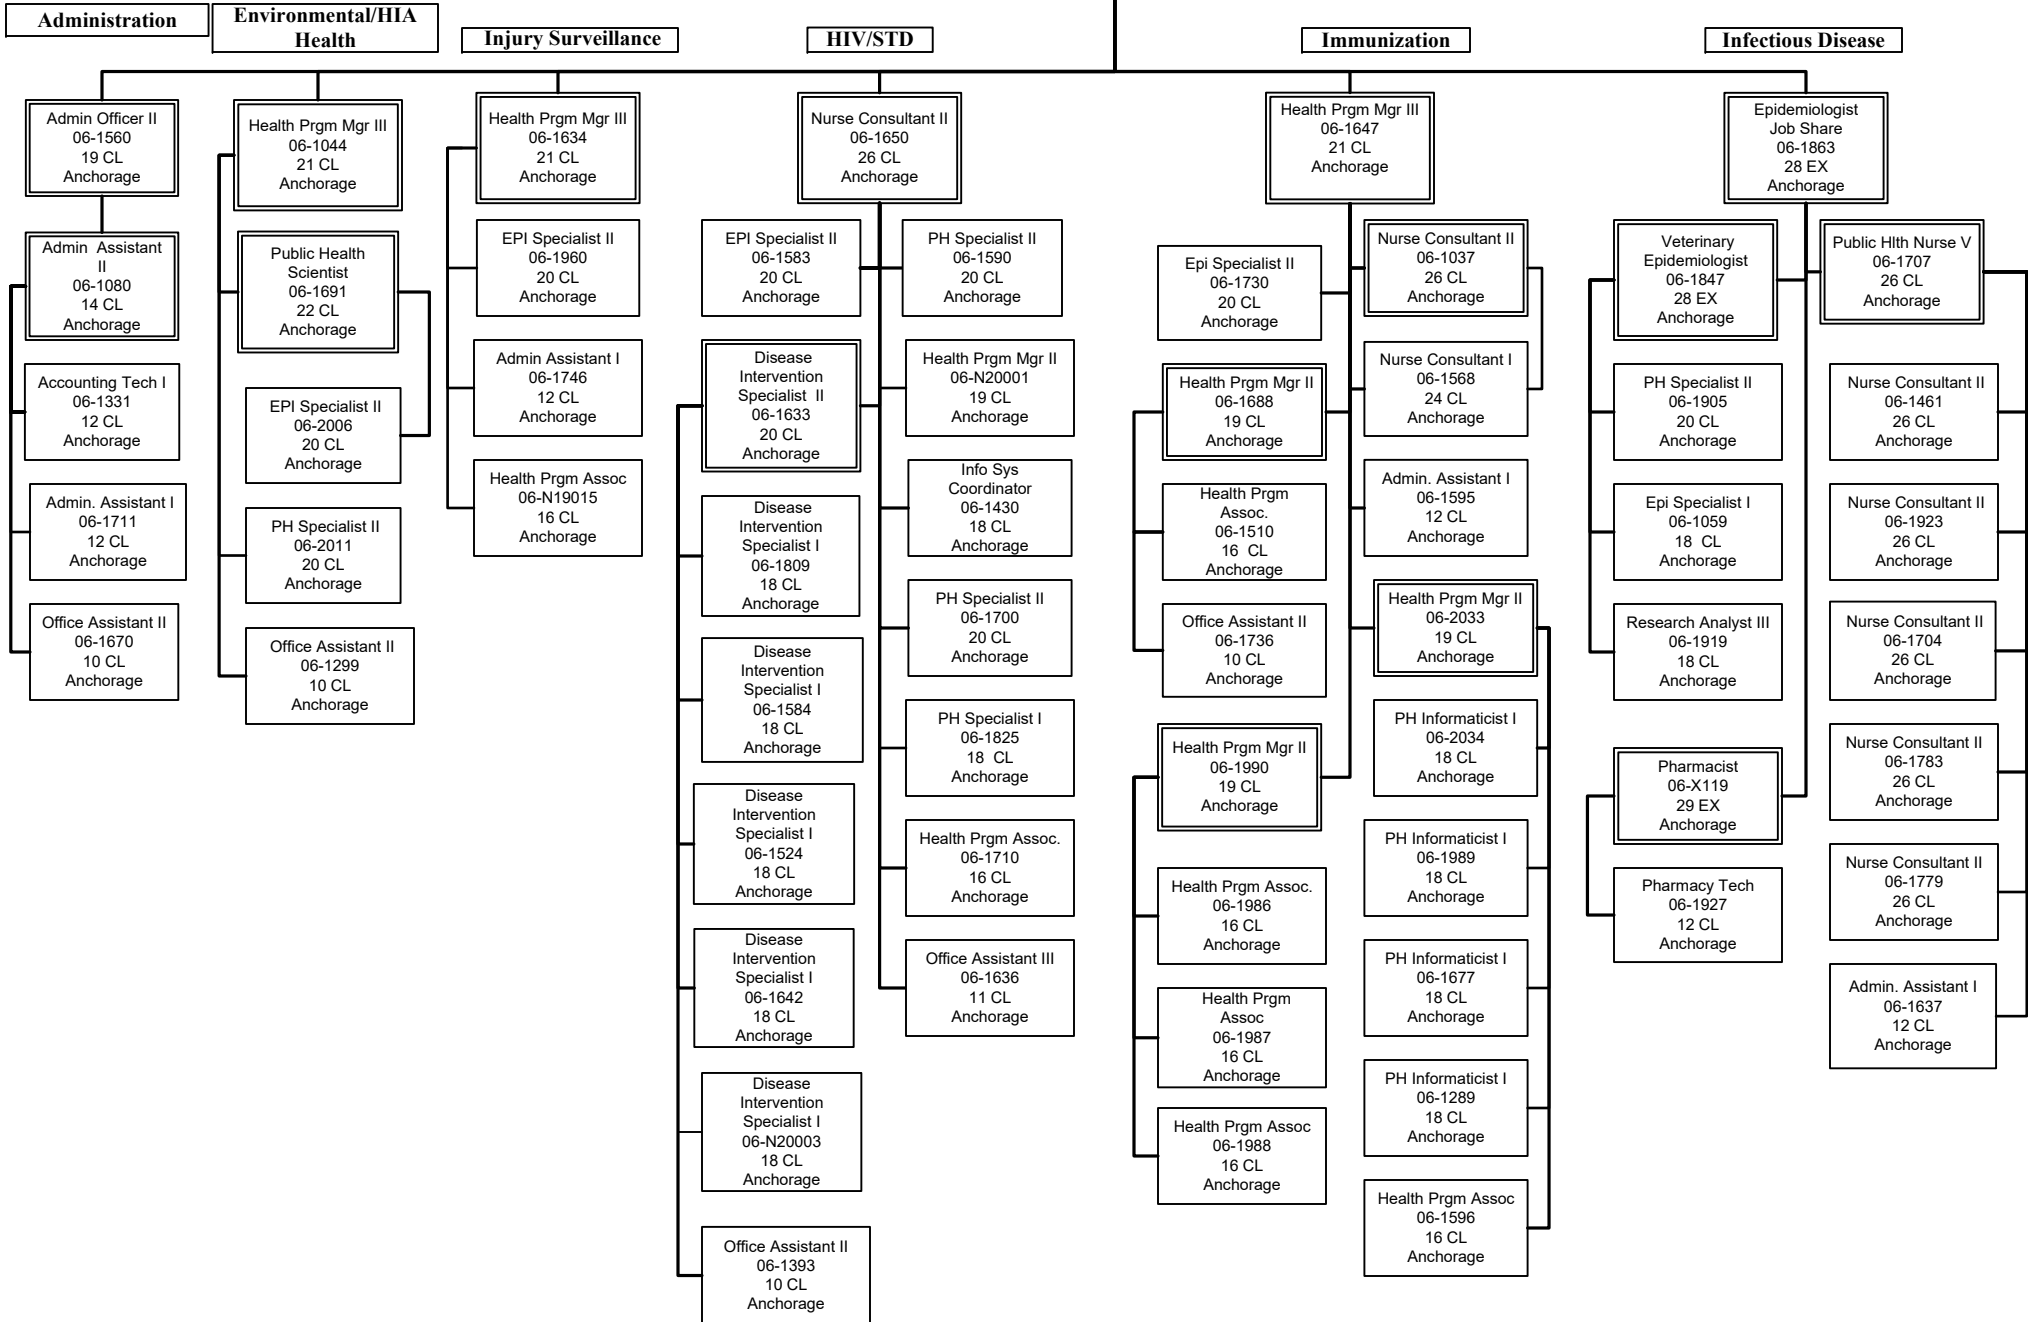 Administration
Environmental/HIA
Health
Injury Surveillance
HIV/STD
Immunization
Infectious Disease
Admin Officer II
06-1560
19 CL
Anchorage
Admin  Assistant
II
06-1080
14 CL
Anchorage
Accounting Tech I
06-1331
12 CL
Anchorage
Admin. Assistant I
06-1711
12 CL
Anchorage
Office Assistant II
06-1670
10 CL
Anchorage
Health Prgm Mgr III
06-1044
21 CL
Anchorage
Public Health
Scientist
06-1691
22 CL
Anchorage
EPI Specialist II
06-2006
20 CL
Anchorage
PH Specialist II
06-2011
20 CL
Anchorage
Office Assistant II
06-1299
10 CL
Anchorage
Health Prgm Mgr III
06-1634
21 CL
Anchorage
EPI Specialist II
06-1960
20 CL
Anchorage
Admin Assistant I
06-1746
12 CL
Anchorage
Health Prgm Assoc
06-N19015
16 CL
Anchorage
Nurse Consultant II
06-1650
26 CL
Anchorage
EPI Specialist II
06-1583
20 CL
Anchorage
Disease
Intervention
Specialist  II
06-1633
20 CL
Anchorage
Disease
Intervention
Specialist I
06-1809
18 CL
Anchorage
Disease
Intervention
Specialist I
06-1584
18 CL
Anchorage
Disease
Intervention
Specialist I
06-1524
18 CL
Anchorage
Disease
Intervention
Specialist I
06-1642
18 CL
Anchorage
Disease
Intervention
Specialist I
06-N20003
18 CL
Anchorage
Office Assistant II
06-1393
10 CL
Anchorage
PH Specialist II
06-1590
20 CL
Anchorage
Health Prgm Mgr II
06-N20001
19 CL
Anchorage
Info Sys
Coordinator
06-1430
18 CL
Anchorage
PH Specialist II
06-1700
20 CL
Anchorage
PH Specialist I
06-1825
18  CL
Anchorage
Health Prgm Assoc.
06-1710
16 CL
Anchorage
Office Assistant III
06-1636
11 CL
Anchorage
Health Prgm Mgr III
06-1647
21 CL
Anchorage
Epi Specialist II
06-1730
20 CL
Anchorage
Health Prgm Mgr II
06-1688
19 CL
Anchorage
Health Prgm
Assoc.
06-1510
16  CL
Anchorage
Office Assistant II
06-1736
10 CL
Anchorage
Health Prgm Mgr II
06-1990
19 CL
Anchorage
Health Prgm Assoc.
06-1986
16 CL
Anchorage
Health Prgm
Assoc
06-1987
16 CL
Anchorage
Health Prgm Assoc
06-1988
16 CL
Anchorage
Nurse Consultant II
06-1037
26 CL
Anchorage
Nurse Consultant I
06-1568
24 CL
Anchorage
Admin. Assistant I
06-1595
12 CL
Anchorage
Health Prgm Mgr II
06-2033
19 CL
Anchorage
PH Informaticist I
06-2034
18 CL
Anchorage
PH Informaticist I
06-1989
18 CL
Anchorage
PH Informaticist I
06-1677
18 CL
Anchorage
PH Informaticist I
06-1289
18 CL
Anchorage
Health Prgm Assoc
06-1596
16 CL
Anchorage
Epidemiologist
Job Share
06-1863
28 EX
Anchorage
Veterinary
Epidemiologist
06-1847
28 EX
Anchorage
PH Specialist II
06-1905
20 CL
Anchorage
Epi Specialist I
06-1059
18  CL
Anchorage
Research Analyst III
06-1919
18 CL
Anchorage
Pharmacist
06-X119
29 EX
Anchorage
Pharmacy Tech
06-1927
12 CL
Anchorage
Public Hlth Nurse V
06-1707
26 CL
Anchorage
Nurse Consultant II
06-1461
26 CL
Anchorage
Nurse Consultant II
06-1923
26 CL
Anchorage
Nurse Consultant II
06-1704
26 CL
Anchorage
Nurse Consultant II
06-1783
26 CL
Anchorage
Nurse Consultant II
06-1779
26 CL
Anchorage
Admin. Assistant I
06-1637
12 CL
Anchorage